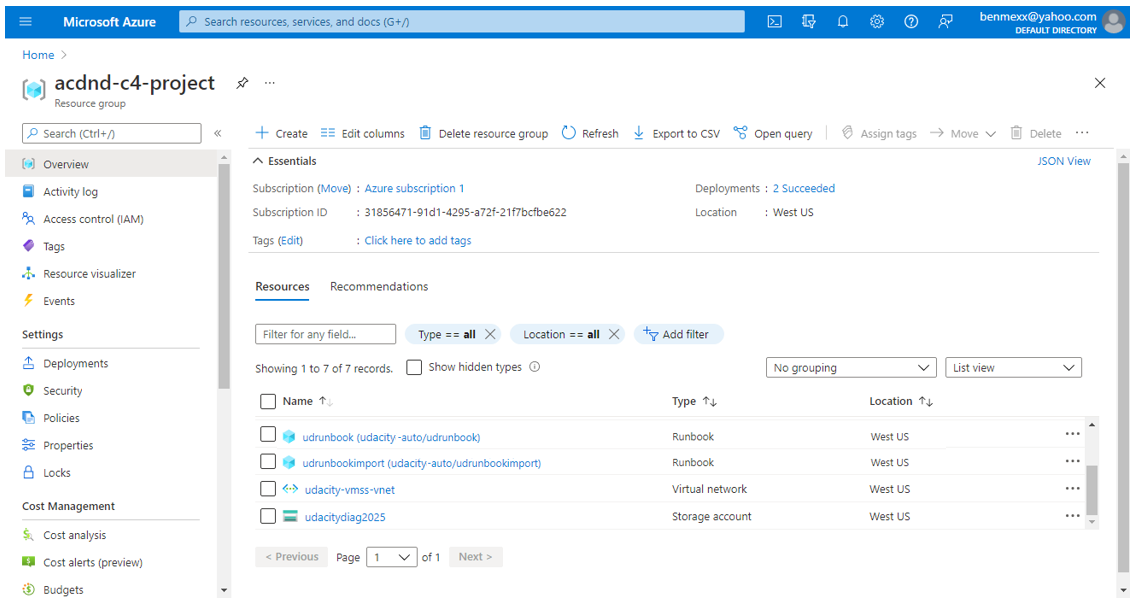 Microsoft Azure
Search resources, services, and docs (G+/)
benmexx@yahoo.com
DEFAULT DIRECTORY
Home >
acdnd-c4-project
...
Resource group
Search (Ctrl+/)
«
Create
Edit columns
Delete resource group
Refresh
Export to CSV
Open query
Assign tags
Move
Delete
...
Overview
Activity log
Access control (IAM)
Tags
Resource visualizer
Events
Settings
Deployments
Security
Policies
Properties
Locks
Cost Management
Cost analysis
Cost alerts (preview)
Budgets
Essentials
JSON View
Subscription (Move) : Azure subscription 1
Deployments : 2 Succeeded
Subscription ID : 31856471-91d1-4295-a72f-21f7bcfbe622
Location : West US
Tags (Edit) : Click here to add tags
Resources Recommendations
Filter for any field...
Type == all
Location == all
Add filter
Showing 1 to 7 of 7 records.
Show hidden types
No grouping
List view
Name Type Location
udrunbook (udacity -auto/udrunbook) Runbook West US ...
udrunbookimport (udacity-auto/udrunbookimport) Runbook West US ...
udacity-vmss-vnet Virtual network West US ...
udacitydiag2025 Storage account West US ...
< Previous Page 1 of 1 Next >